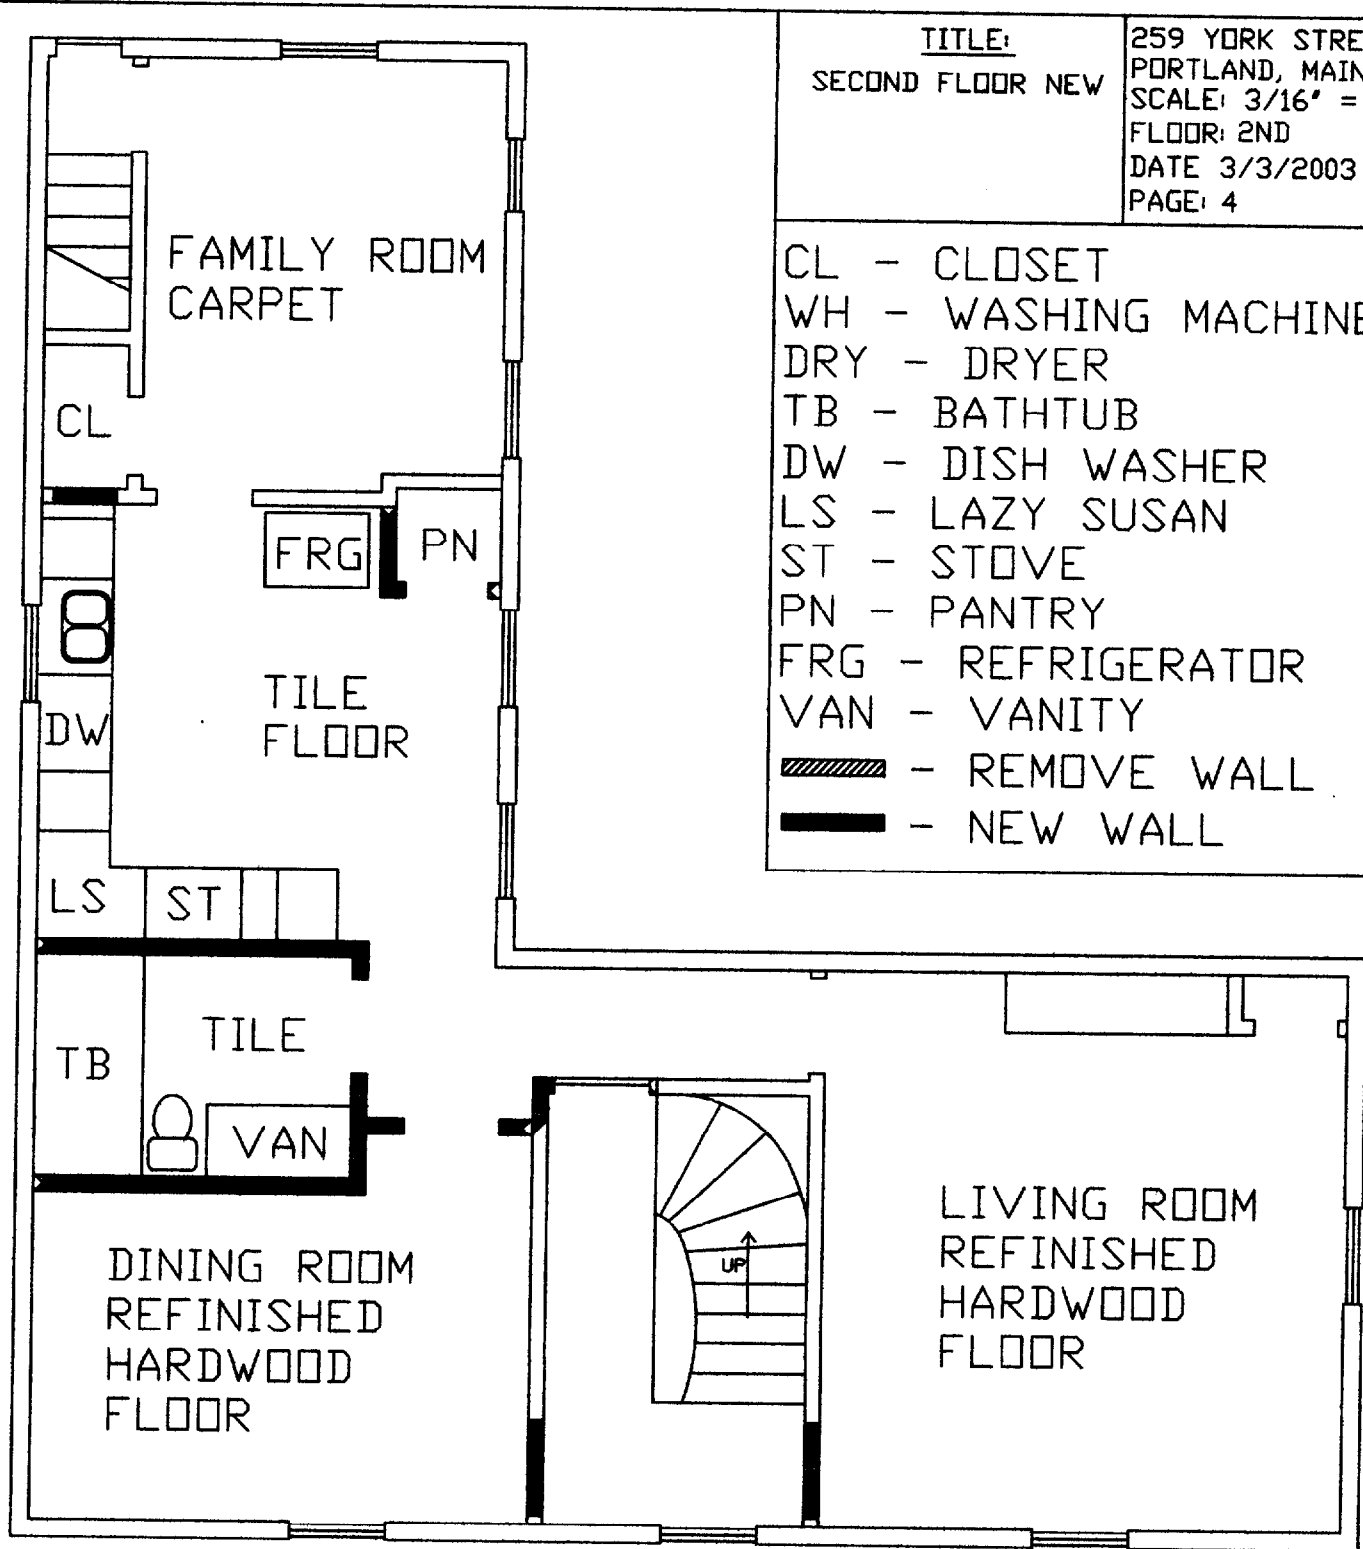 TITLE:
SECOND FLOOR NEW
259 YORK STRE
PORTLAND, MAIN
SCALE: 3/16" =
FLOOR: 2ND
DATE 3/3/2003
PAGE: 4
CL - CLOSET
WH - WASHING MACHINE
DRY - DRYER
TB - BATHTUB
DW - DISH WASHER
LS - LAZY SUSAN
ST - STOVE
PN - PANTRY
FRG - REFRIGERATOR
VAN - VANITY
- REMOVE WALL
- NEW WALL
FAMILY ROOM
CARPET
CL
FRG
PN
TILE
FLOOR
DW
LS
ST
TB
TILE
VAN
DINING ROOM
REFINISHED
HARDWOOD
FLOOR
UP
LIVING ROOM
REFINISHED
HARDWOOD
FLOOR